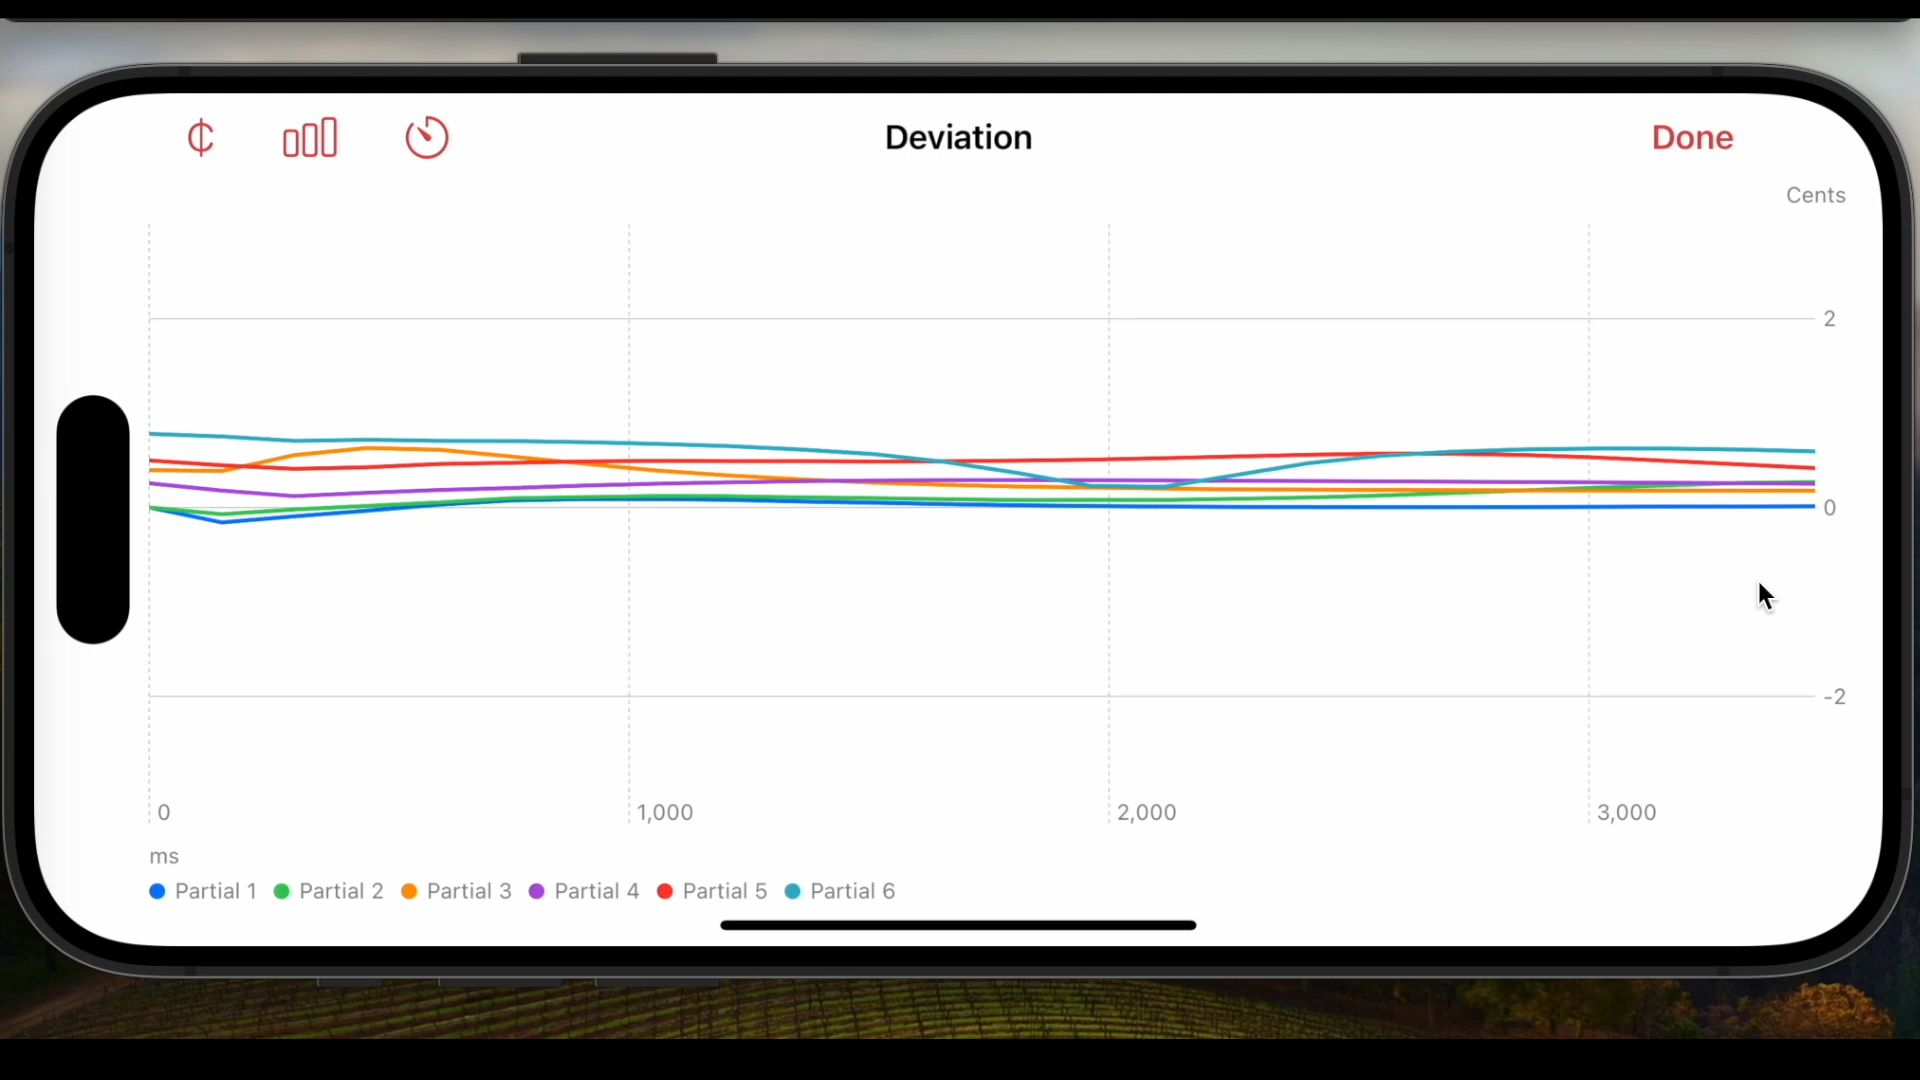 Deviation
Done
Cents
2
0
-2
0 1,000 2,000 3,000
ms
Partial 1 Partial 2 Partial 3 Partial 4 Partial 5 Partial 6